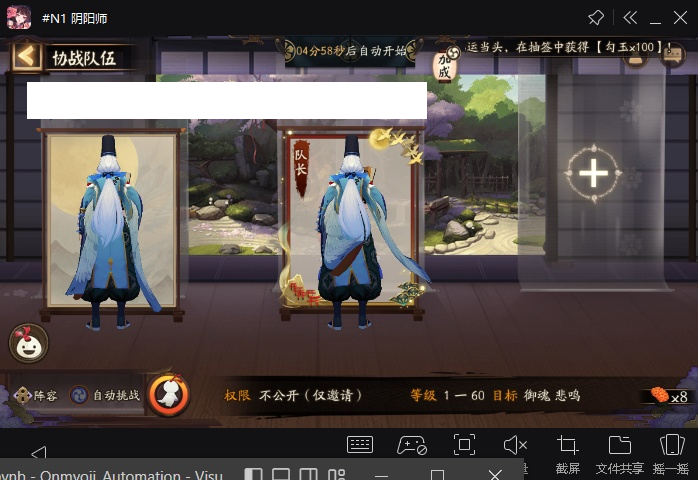 #N1 阴阳师
协战队伍
04分58秒后自动开始
加成
运当头，在抽签中获得【勾玉x100】！
队长
阵容
自动挑战
权限 不公开（仅邀请） 等级 1 一 60 目标 御魂 悲鸣
x8
截屏
文件共享
摇一摇
Onmyoji_Automation - Visu